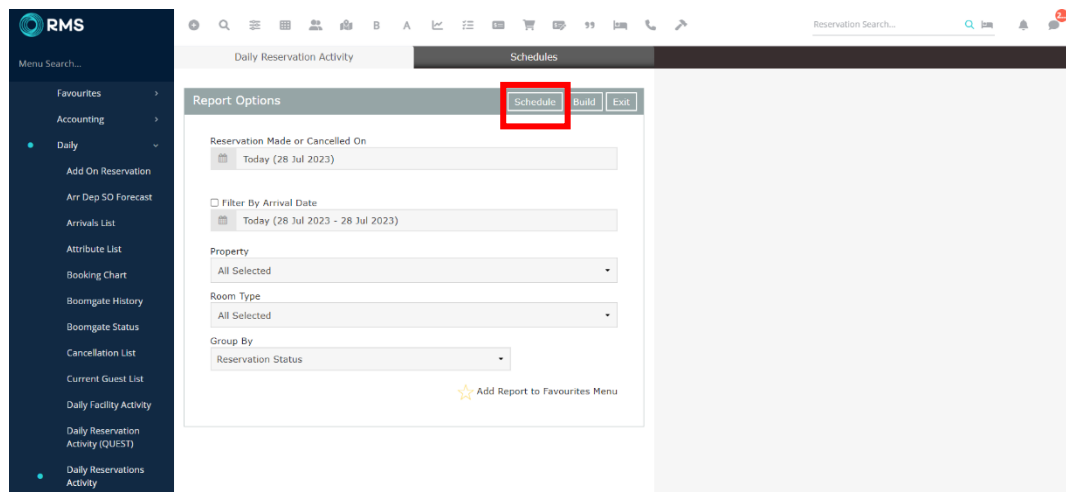 RMS
B
A
Reservation Search...
2...
Menu Search...
Daily Reservation Activity
Schedules
Favourites
Accounting
Daily
Add On Reservation
Arr Dep SO Forecast
Arrivals List
Attribute List
Booking Chart
Boomgate History
Boomgate Status
Cancellation List
Current Guest List
Daily Facility Activity
Daily Reservation
Activity (QUEST)
Daily Reservations
Activity
Report Options
Schedule
Build
Exit
Reservation Made or Cancelled On
Today (28 Jul 2023)
Filter By Arrival Date
Today (28 Jul 2023 - 28 Jul 2023)
Property
All Selected
Room Type
All Selected
Group By
Reservation Status
Add Report to Favourites Menu